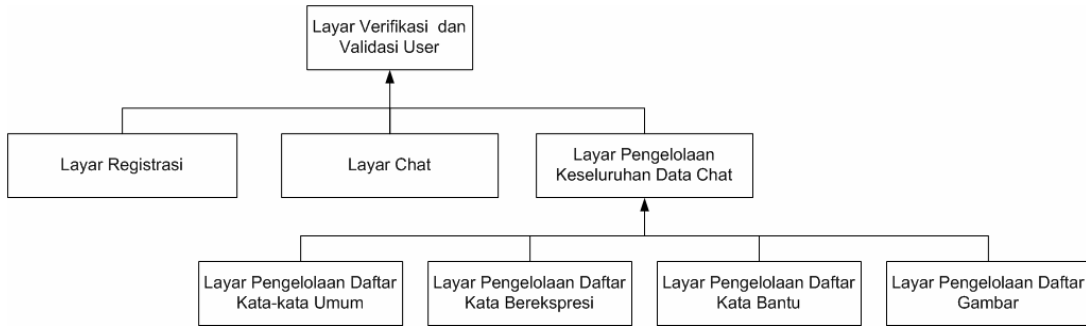 Layar Verifikasi dan
Validasi User
Layar Registrasi
Layar Chat
Layar Pengelolaan
Keseluruhan Data Chat
Layar Pengelolaan Daftar
Kata-kata Umum
Layar Pengelolaan Daftar
Kata Berekspresi
Layar Pengelolaan Daftar
Kata Bantu
Layar Pengelolaan Daftar
Gambar